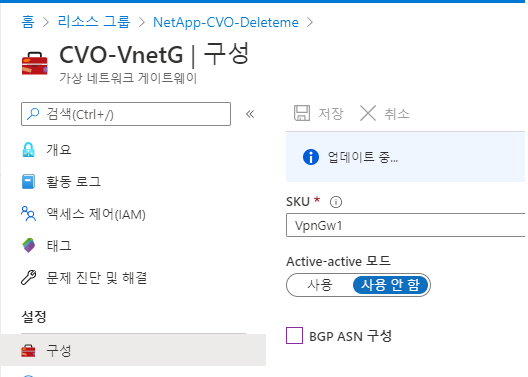 홈 > 리소스 그룹 > NetApp-CVO-Deleteme >
CVO-VnetG | 구성
가상 네트워크 게이트웨이
검색(Ctrl+/)
«
저장
취소
개요
업데이트 중...
활동 로그
액세스 제어(IAM)
SKU *
태그
VpnGw1
문제 진단 및 해결
Active-active 모드
사용
사용 안 함
설정
BGP ASN 구성
구성